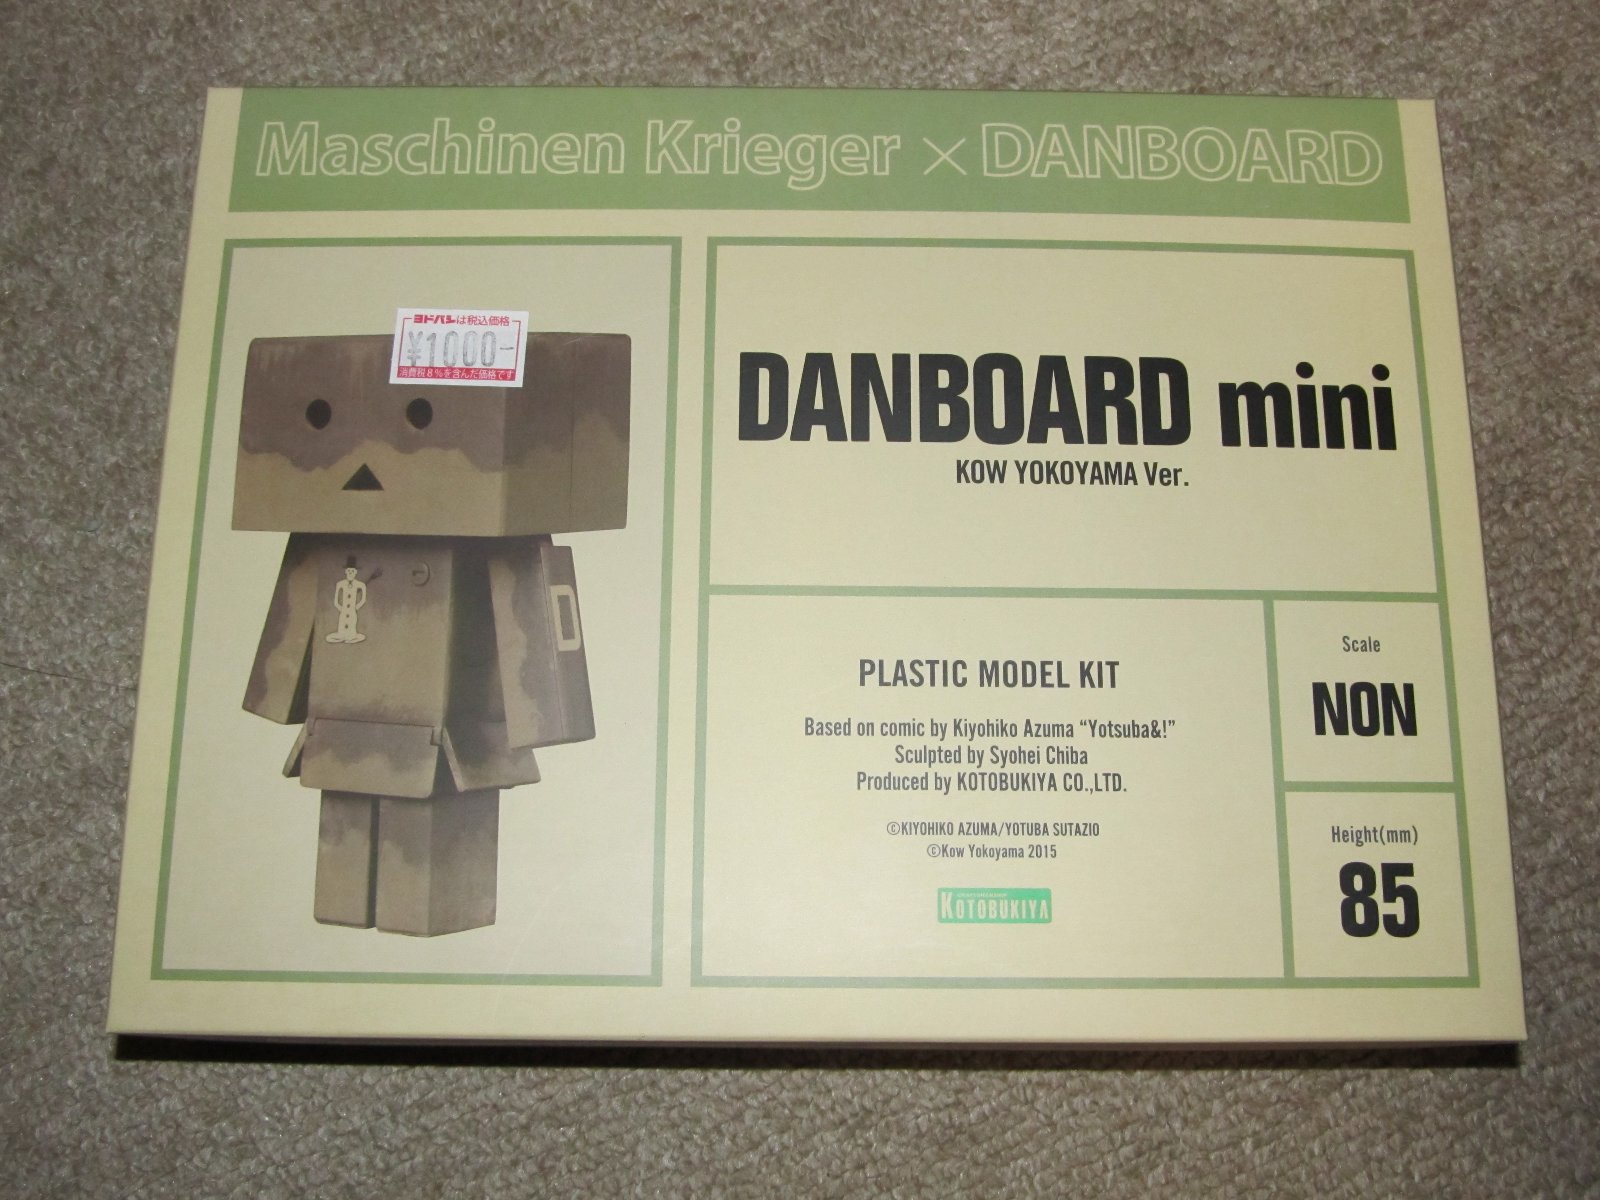 Maschinen Krieger × DANBOARD
ヨドバシは税込価格
¥1000-
消費税8%を含んだ価格です
DANBOARD mini
KOW YOKOYAMA Ver.
PLASTIC MODEL KIT
Based on comic by Kiyohiko Azuma “Yotsuba&!”
Sculpted by Syohei Chiba
Produced by KOTOBUKIYA CO.,LTD.
©KIYOHIKO AZUMA/YOTUBA SUTAZIO
©Kow Yokoyama 2015
KOTOBUKIYA
Scale
NON
Height(mm)
85